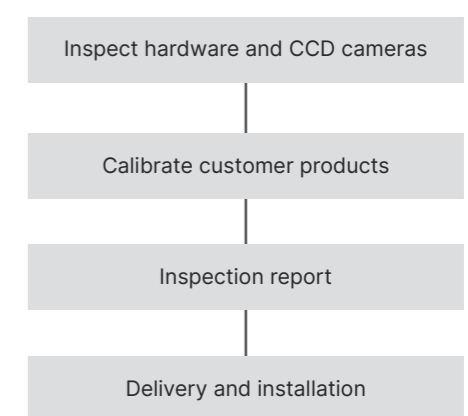 Inspect hardware and CCD cameras
Calibrate customer products
Inspection report
Delivery and installation